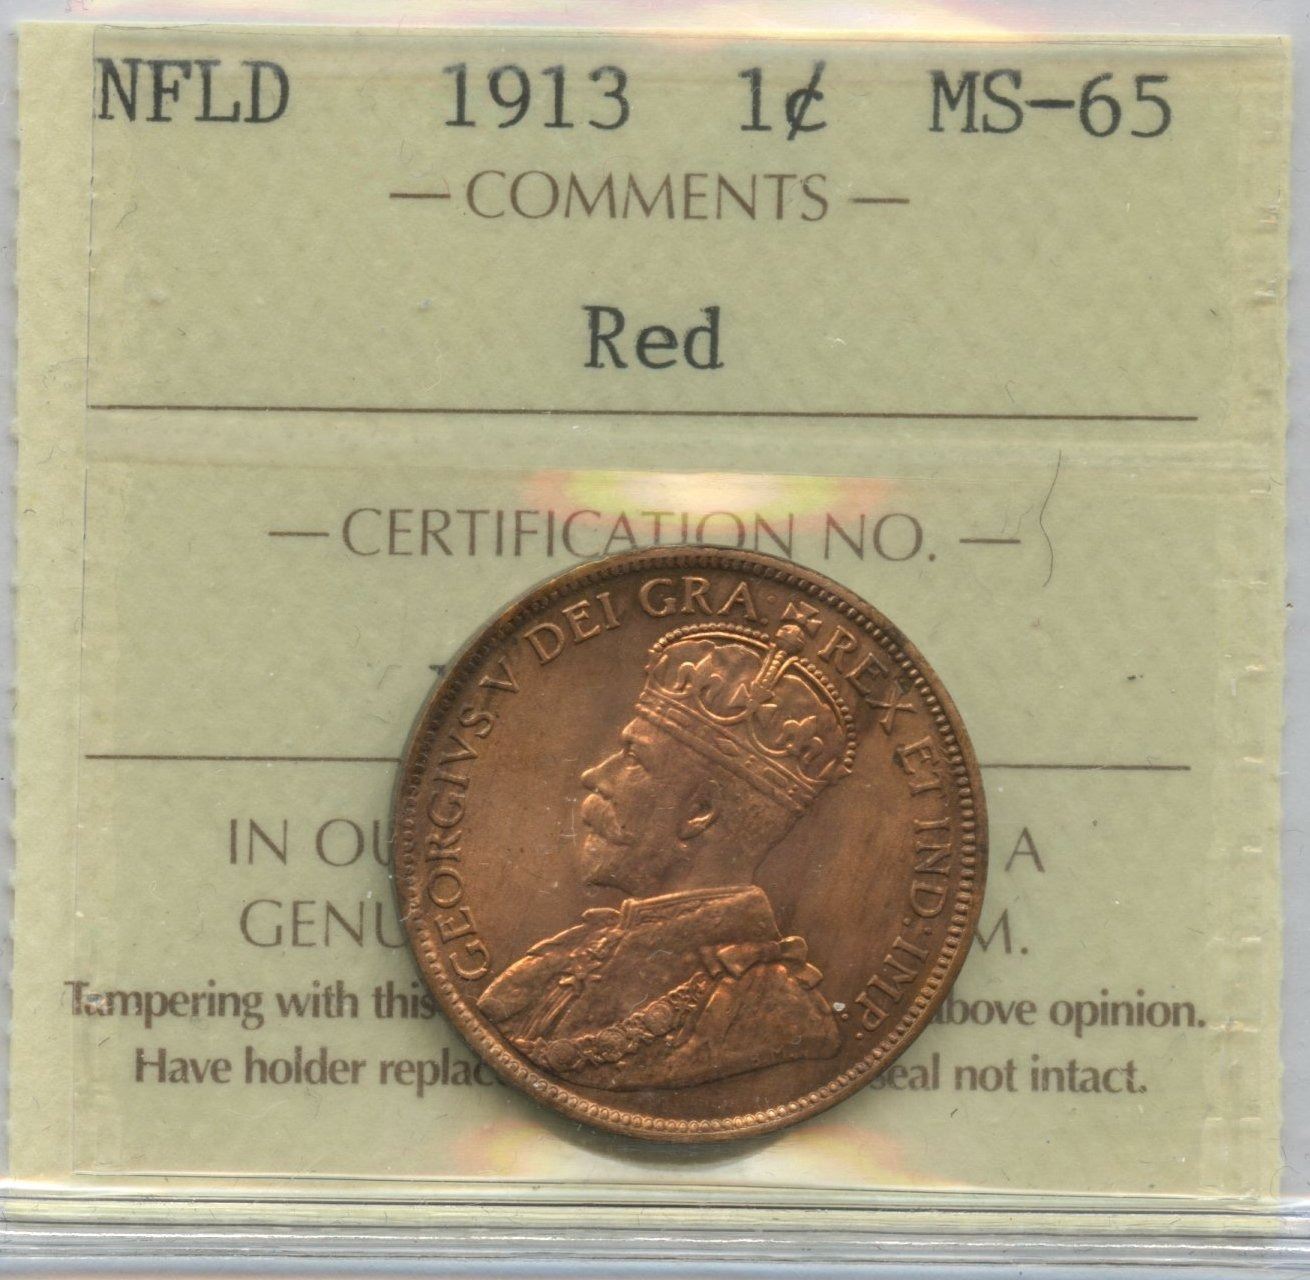 NFLD 1913 1¢ MS-65
— COMMENTS —
Red
— CERTIFICATION NO. —
GEORGIVS V DEI GRA: REX ET IND: IMP:
IN OU A
GENU M.
Tampering with this above opinion.
Have holder replac seal not intact.